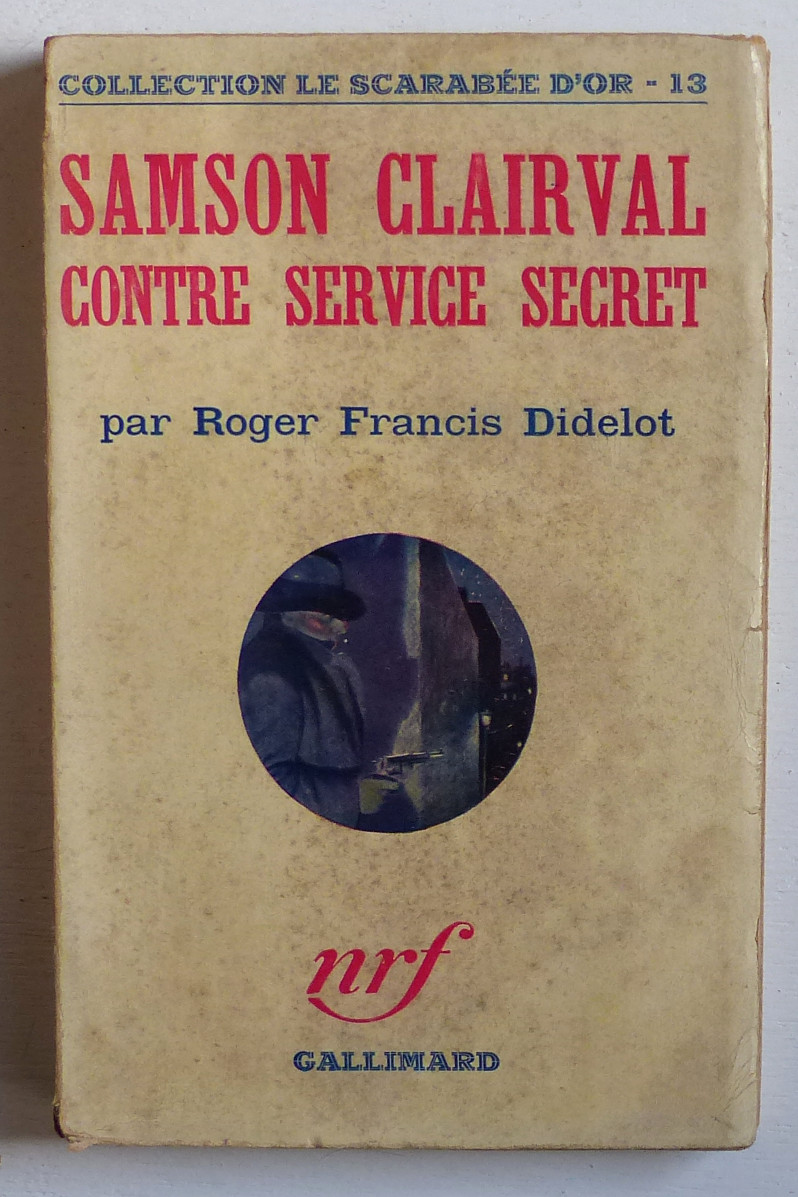 COLLECTION LE SCARABÉE D'OR - 13
SAMSON CLAIRVAL
CONTRE SERVICE SECRET
par Roger Francis Didelot
nrf
GALLIMARD